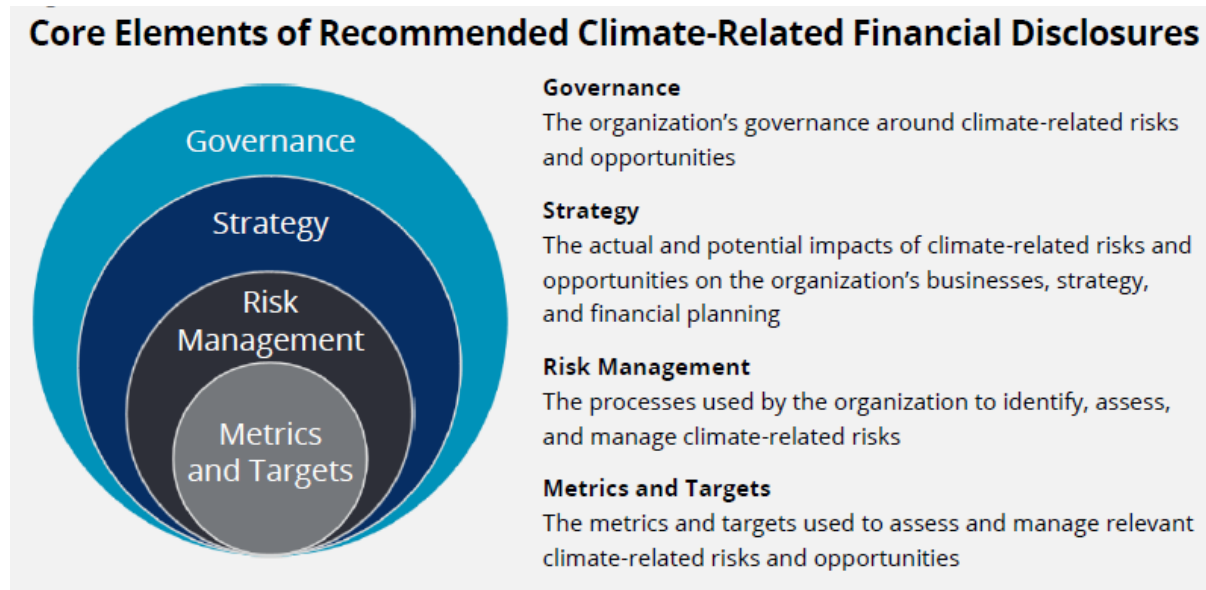 Core Elements of Recommended Climate-Related Financial Disclosures
Governance
Strategy
Risk
Management
Metrics
and Targets
Governance
The organization’s governance around climate-related risks
and opportunities
Strategy
The actual and potential impacts of climate-related risks and
opportunities on the organization’s businesses, strategy,
and financial planning
Risk Management
The processes used by the organization to identify, assess,
and manage climate-related risks
Metrics and Targets
The metrics and targets used to assess and manage relevant
climate-related risks and opportunities